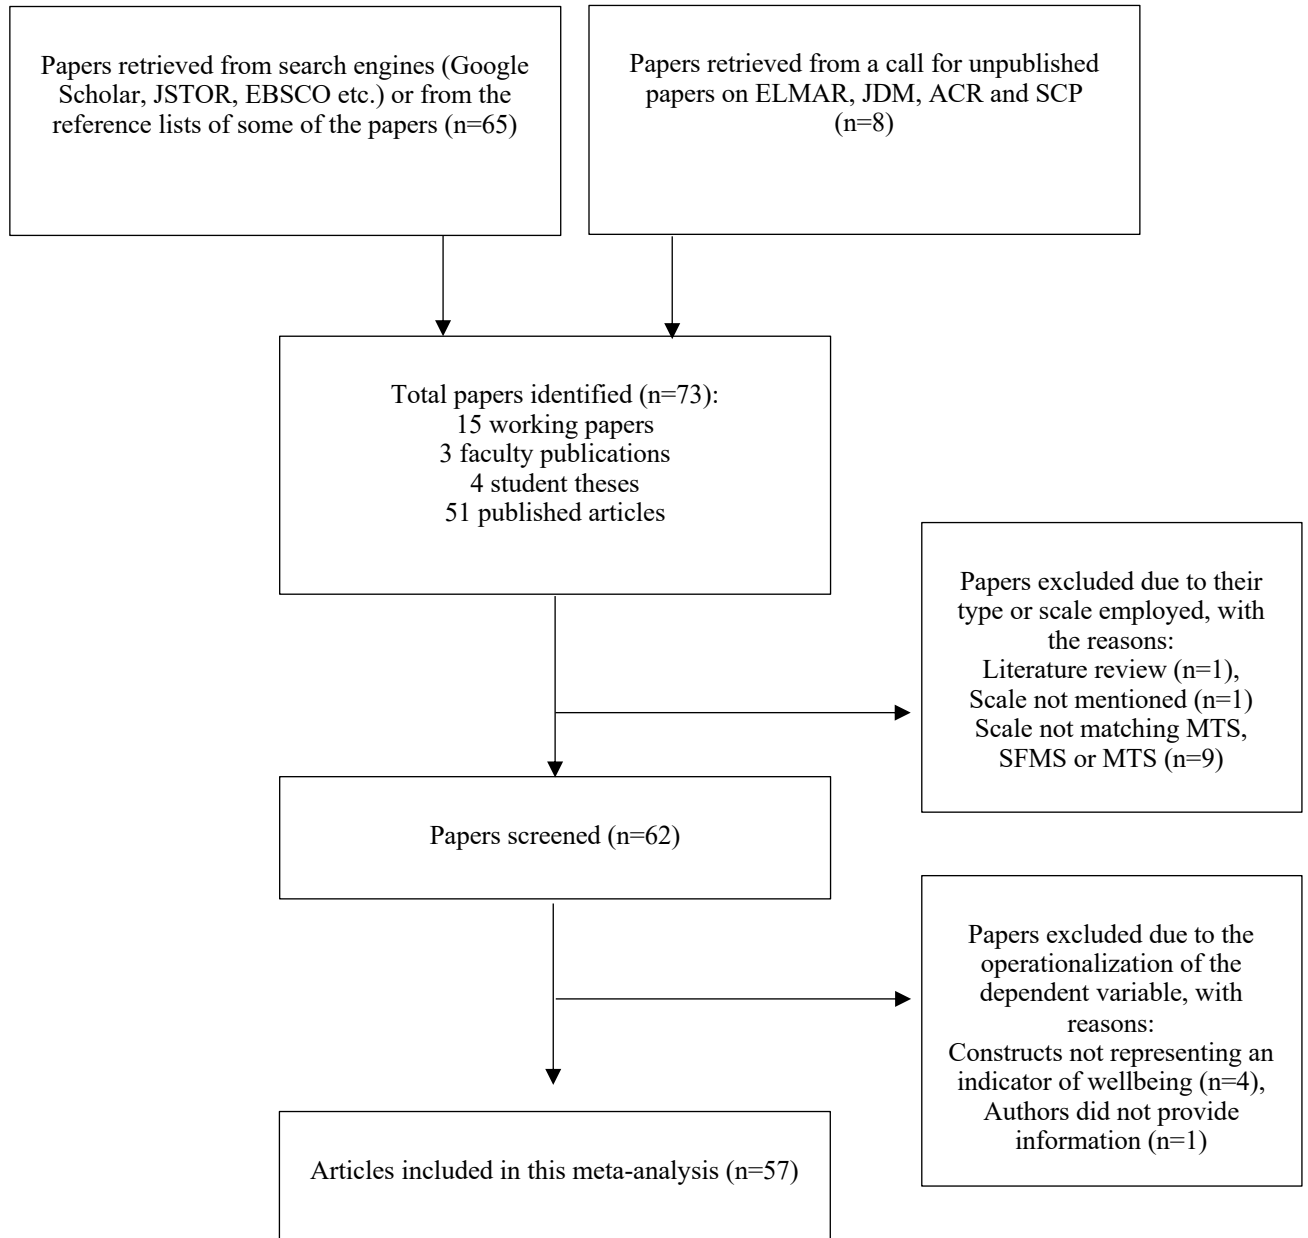 Papers retrieved from search engines (Google
Scholar, JSTOR, EBSCO etc.) or from the
reference lists of some of the papers (n=65)
Papers retrieved from a call for unpublished
papers on ELMAR, JDM, ACR and SCP
(n=8)
Total papers identified (n=73):
15 working papers
3 faculty publications
4 student theses
51 published articles
Papers excluded due to their
type or scale employed, with
the reasons:
Literature review (n=1),
Scale not mentioned (n=1)
Scale not matching MTS,
SFMS or MTS (n=9)
Papers screened (n=62)
Papers excluded due to the
operationalization of the
dependent variable, with
reasons:
Constructs not representing an
indicator of wellbeing (n=4),
Authors did not provide
information (n=1)
Articles included in this meta-analysis (n=57)